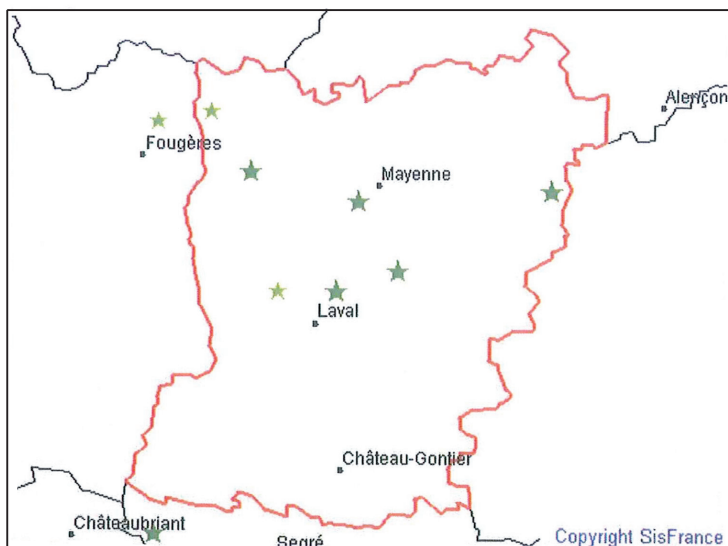 Alençon
Fougères
Mayenne
Laval
Château-Gontier
Châteaubriant
Segré
Copyright SisFrance